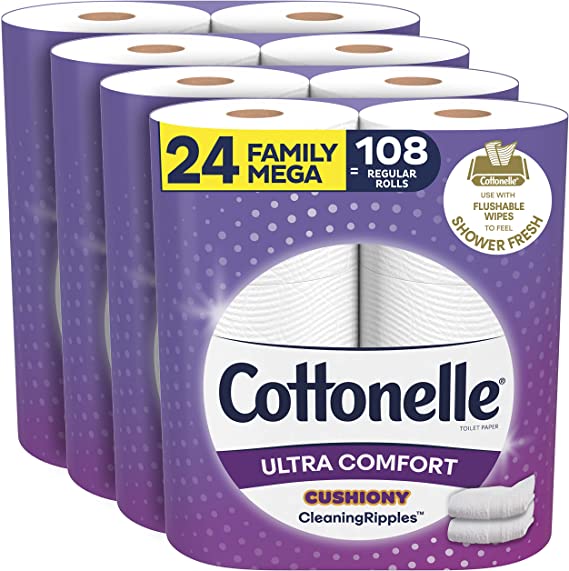 24 FAMILY MEGA = 108 REGULAR ROLLS
Cottonelle
USE WITH
FLUSHABLE
WIPES
TO FEEL
SHOWER FRESH
Cottonelle®
TOILET PAPER
ULTRA COMFORT
CUSHIONY
CleaningRipples™